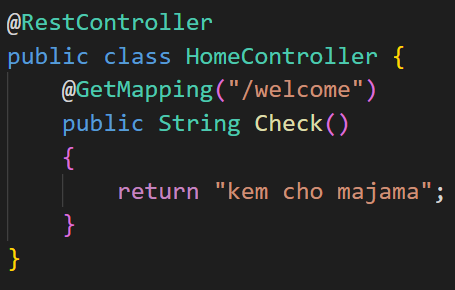 @RestController
public class HomeController {
    @GetMapping("/welcome")
    public String Check()
    {
        return "kem cho majama";
    }
}